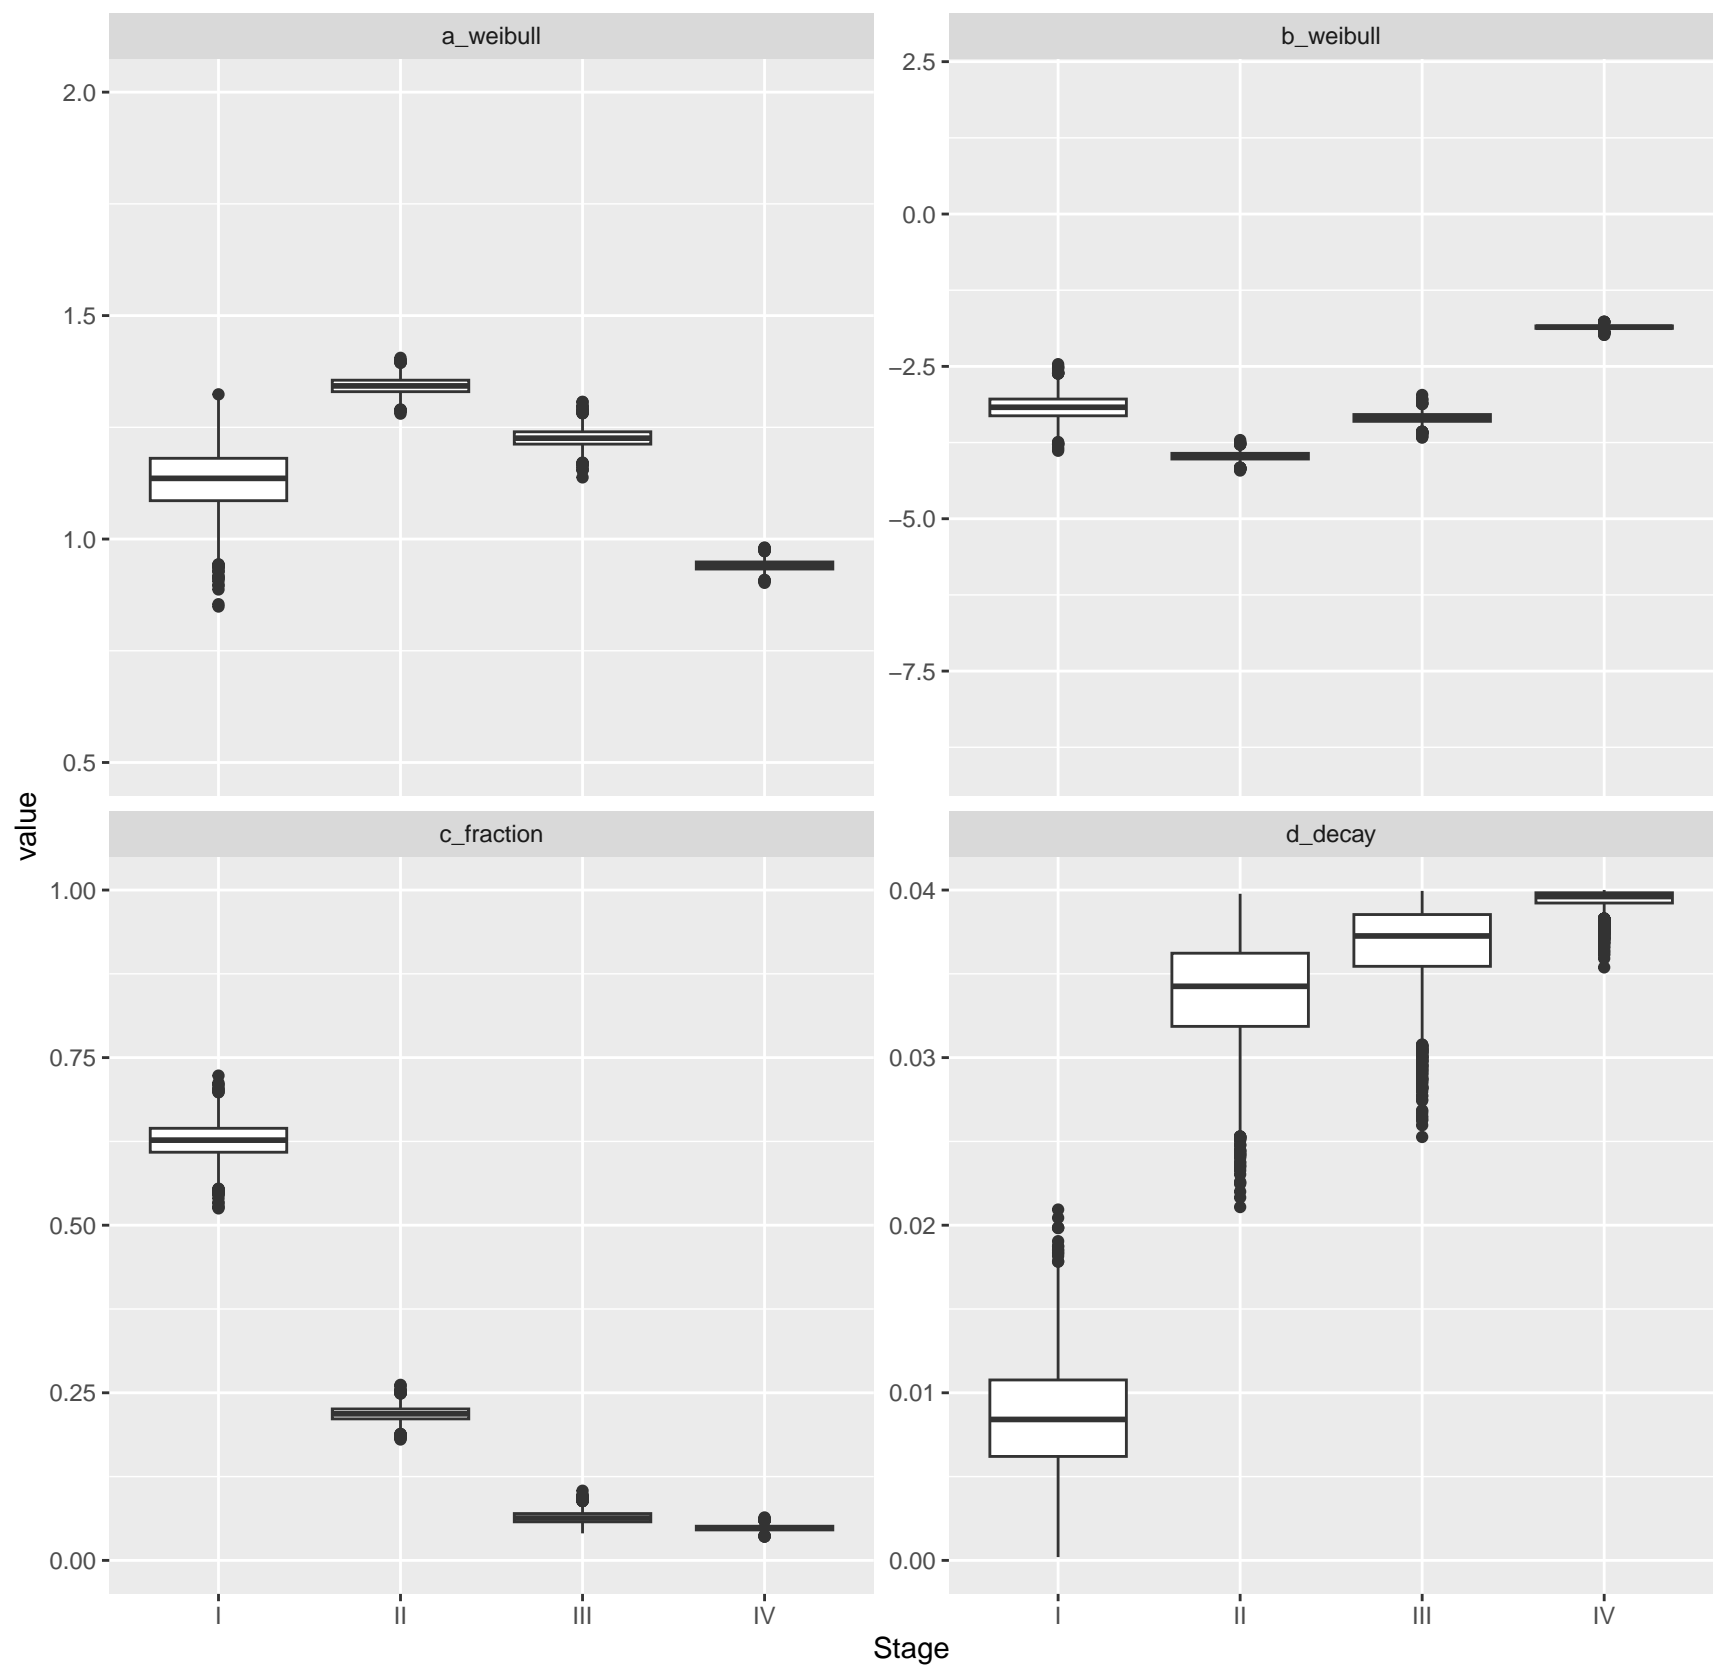 a_weibull
b_weibull
2.0
1.5
1.0
0.5
2.5
0.0
−2.5
−5.0
−7.5
value
c_fraction
d_decay
1.00
0.75
0.50
0.25
0.00
0.04
0.03
0.02
0.01
0.00
I II III IV
I II III IV
Stage